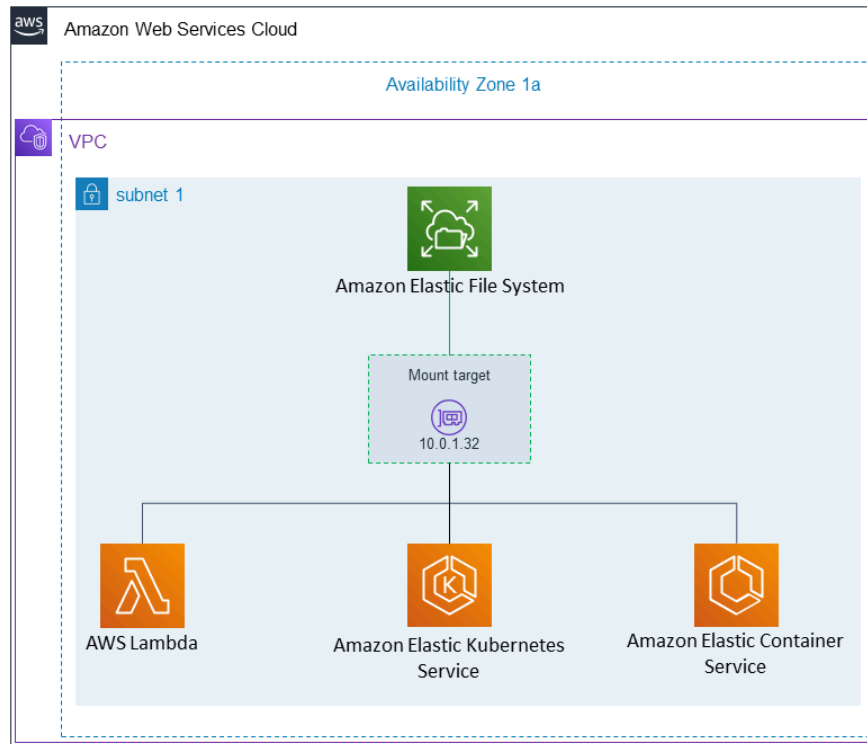 aws
Amazon Web Services Cloud
Availability Zone 1a
VPC
subnet 1
Amazon Elastic File System
Mount target
10.0.1.32
AWS Lambda
Amazon Elastic Kubernetes
Service
K
Amazon Elastic Container
Service